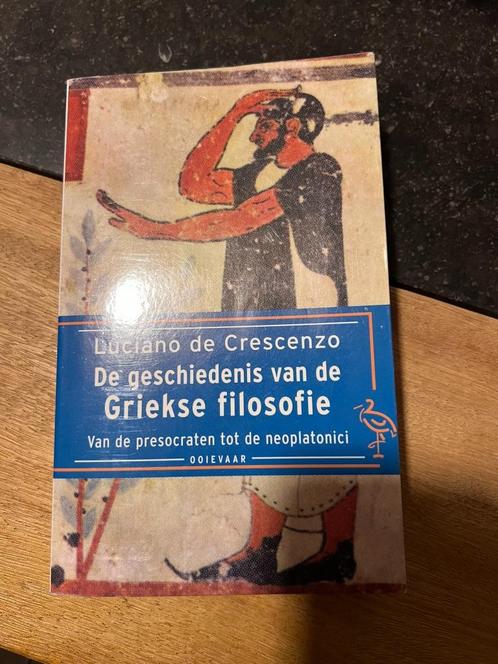 Luciano de Crescenzo
De geschiedenis van de
Griekse filosofie
Van de presocraten tot de neoplatonici
OOIEVAAR